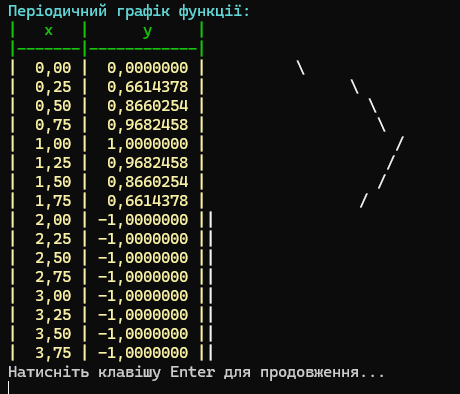 Періодичний графік функції:
|   x   |      y     |
|-------|------------|
|  0,00 |  0,0000000 |          \
|  0,25 |  0,6614378 |                \
|  0,50 |  0,8660254 |                  \
|  0,75 |  0,9682458 |                   \
|  1,00 |  1,0000000 |                     /
|  1,25 |  0,9682458 |                    /
|  1,50 |  0,8660254 |                   /
|  1,75 |  0,6614378 |                 /
|  2,00 | -1,0000000 ||
|  2,25 | -1,0000000 ||
|  2,50 | -1,0000000 ||
|  2,75 | -1,0000000 ||
|  3,00 | -1,0000000 ||
|  3,25 | -1,0000000 ||
|  3,50 | -1,0000000 ||
|  3,75 | -1,0000000 ||
Натисніть клавішу Enter для продовження...